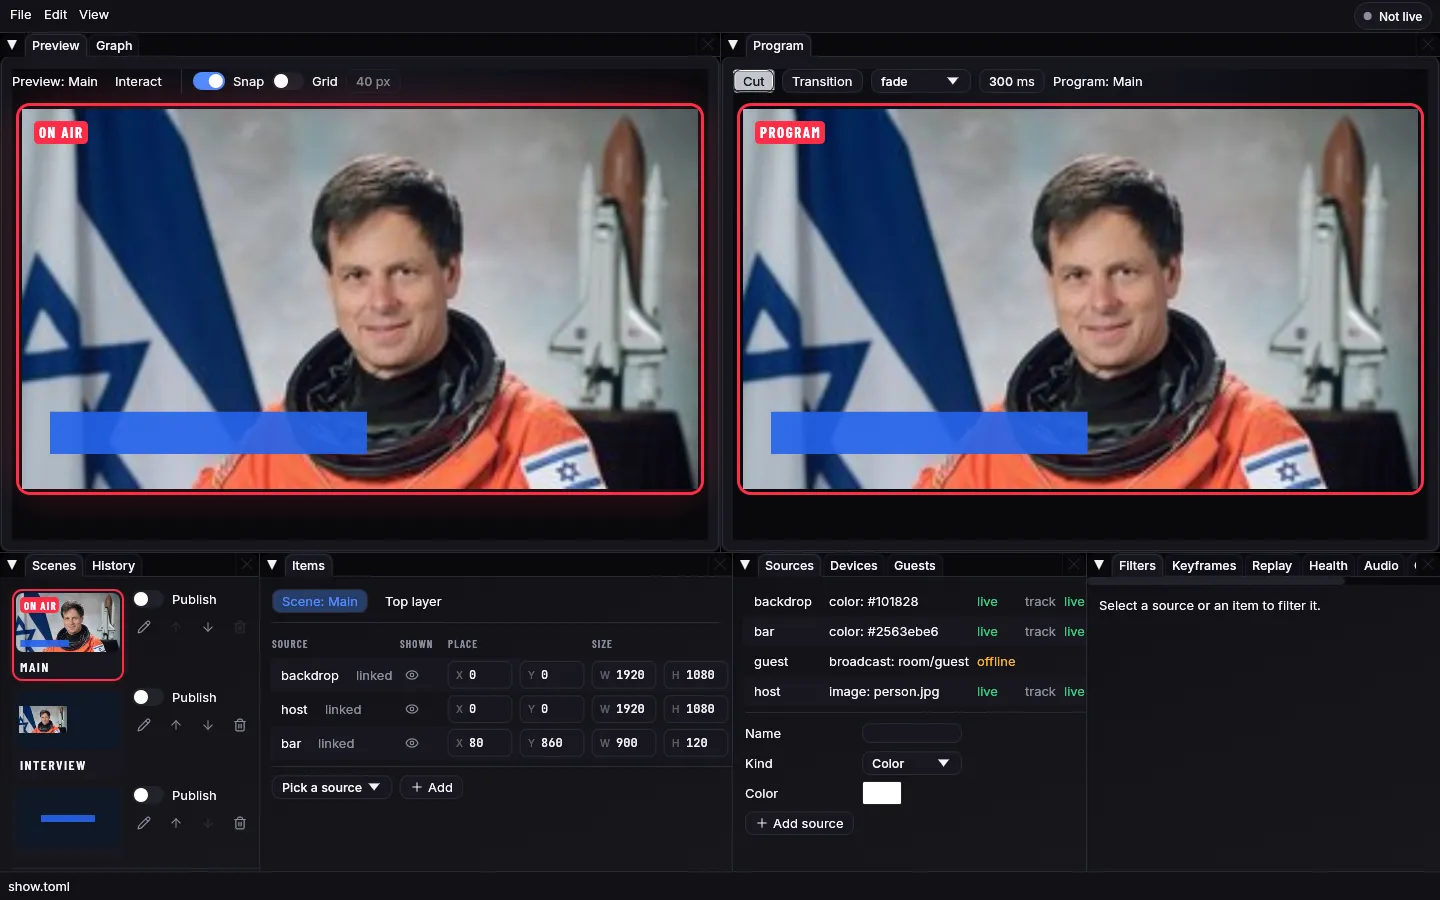 File Edit View
Not live
Preview Graph
Program
Preview: Main Interact Snap Grid 40 px
Cut Transition fade 300 ms Program: Main
ON AIR
PROGRAM
Scenes History
Items
Sources Devices Guests
Filters Keyframes Replay Health Audio
ON AIR
MAIN
Publish
INTERVIEW
Publish
Publish
Scene: Main Top layer
SOURCE SHOWN PLACE SIZE
backdrop linked X 0 Y 0 W 1920 H 1080
host linked X 0 Y 0 W 1920 H 1080
bar linked X 80 Y 860 W 900 H 120
Pick a source + Add
backdrop color: #101828 live track live
bar color: #2563ebe6 live track live
guest broadcast: room/guest offline
host image: person.jpg live track live
Name
Kind Color
Color
+ Add source
Select a source or an item to filter it.
show.toml